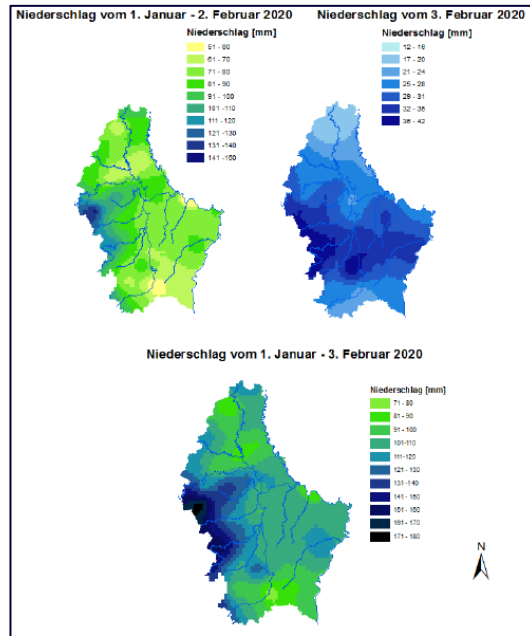 Niederschlag vom 1. Januar - 2. Februar 2020
Niederschlag [mm]
51 - 60
61 - 70
71 - 80
81 - 90
91 - 100
101-110
111-120
121-130
131-140
141-150
Niederschlag vom 3. Februar 2020
Niederschlag [mm]
12 - 16
17 - 20
21 - 24
25 - 28
29 - 31
32 - 35
36 - 42
Niederschlag vom 1. Januar - 3. Februar 2020
Niederschlag [mm]
71 - 80
81 - 90
91 - 100
101-110
111-120
121 - 130
131 -140
141 - 150
151 - 160
161 - 170
171 - 180
N